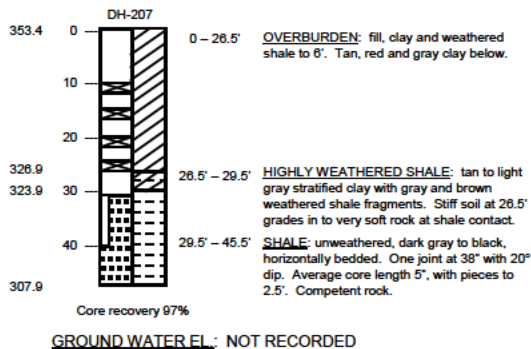 DH-207
353.4 0 0 – 26.5' OVERBURDEN: fill, clay and weathered
shale to 6'. Tan, red and gray clay below.
10
20
326.9 26.5' – 29.5' HIGHLY WEATHERED SHALE: tan to light
323.9 30 gray stratified clay with gray and brown
weathered shale fragments. Stiff soil at 26.5'
grades in to very soft rock at shale contact.
29.5' – 45.5' SHALE: unweathered, dark gray to black,
40 horizontally bedded. One joint at 38" with 20°
dip. Average core length 5", with pieces to
307.9 2.5'. Competent rock.
Core recovery 97%
GROUND WATER EL.: NOT RECORDED